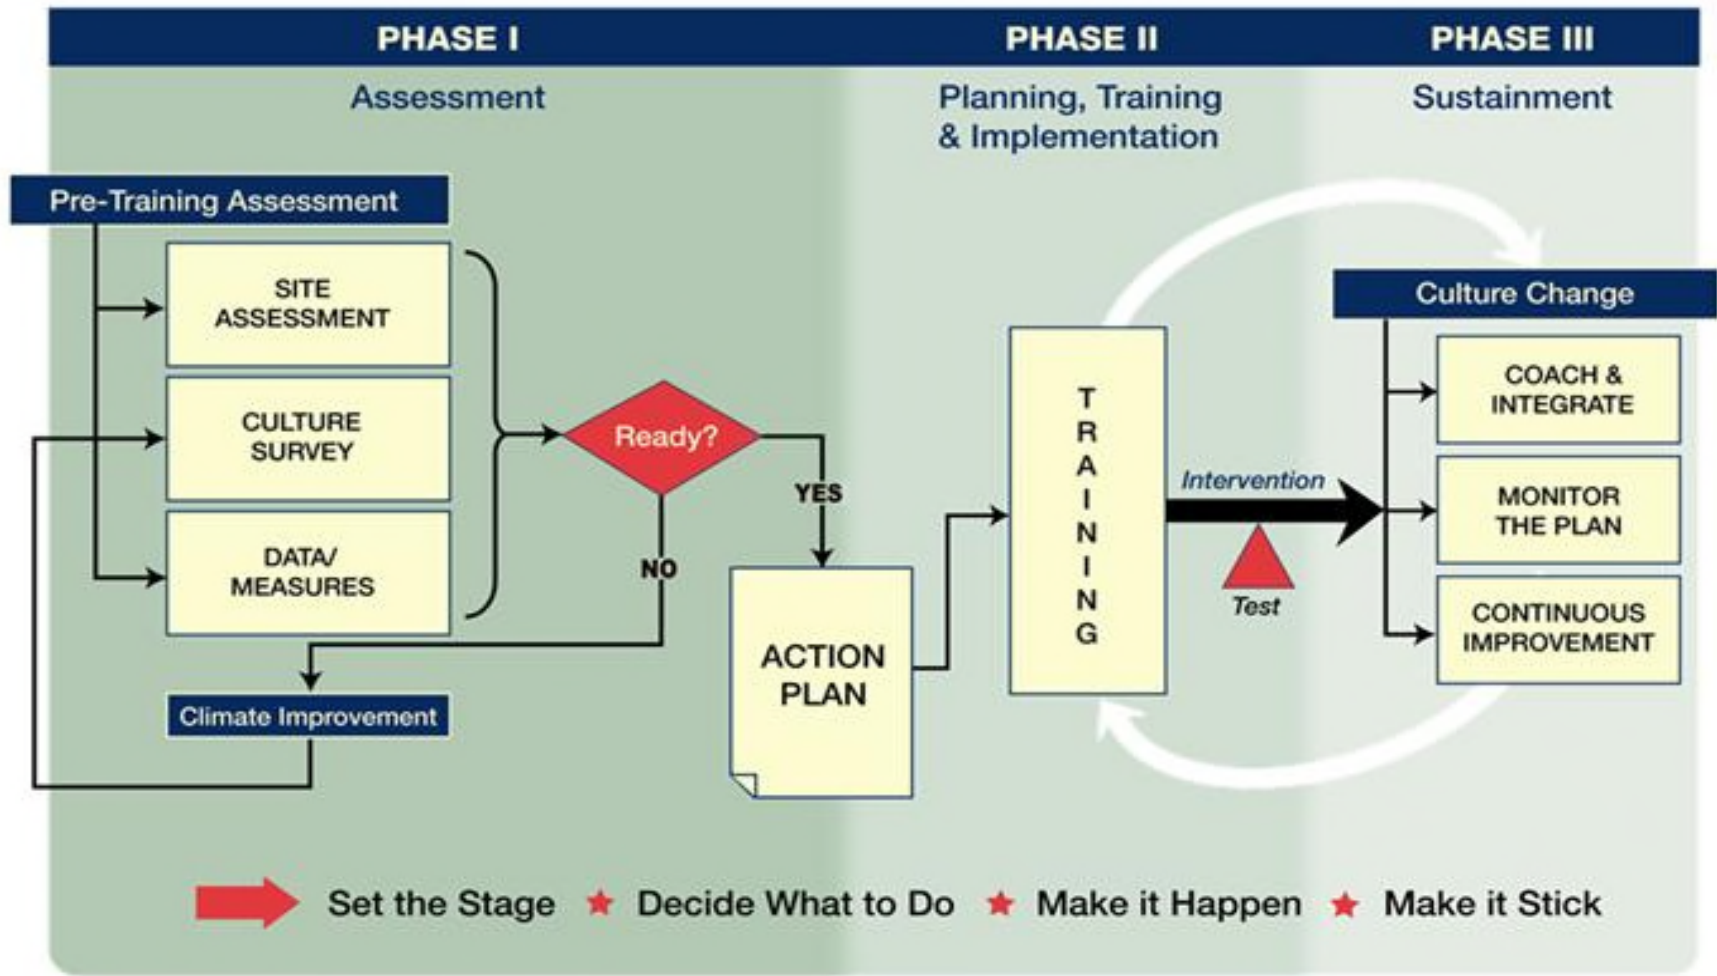 PHASE I
PHASE II
PHASE III
Assessment
Planning, Training
& Implementation
Sustainment
Pre-Training Assessment
SITE
ASSESSMENT
CULTURE
SURVEY
DATA/
MEASURES
Ready?
YES
NO
Climate Improvement
ACTION
PLAN
TRAINING
Intervention
Test
Culture Change
COACH &
INTEGRATE
MONITOR
THE PLAN
CONTINUOUS
IMPROVEMENT
Set the Stage ★ Decide What to Do ★ Make it Happen ★ Make it Stick